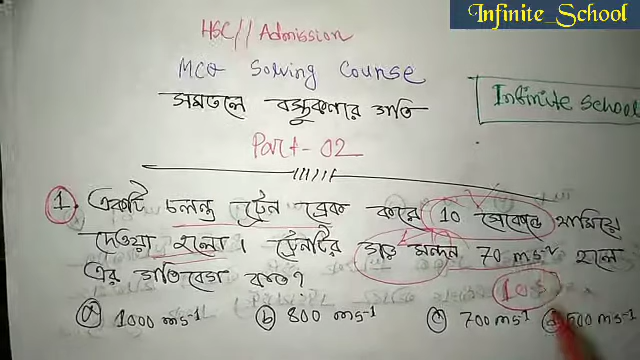 Infinite_School
HSC//Admission
MCQ Solving Course
সমতলে বস্তুকণার গতি
Infinite School
Part-02
1. একটি চলন্ত ট্রেন ব্রেক করে 10 সেকেন্ডে থামিয়ে
দেওয়া হলো। ট্রেনটির গড় মন্দন 70 ms⁻² হলে
এর গতিবেগ কত?
10 s
ⓐ 1000 ms⁻¹ ⓑ 800 ms⁻¹ ⓒ 700 ms⁻¹ ⓓ 500 ms⁻¹